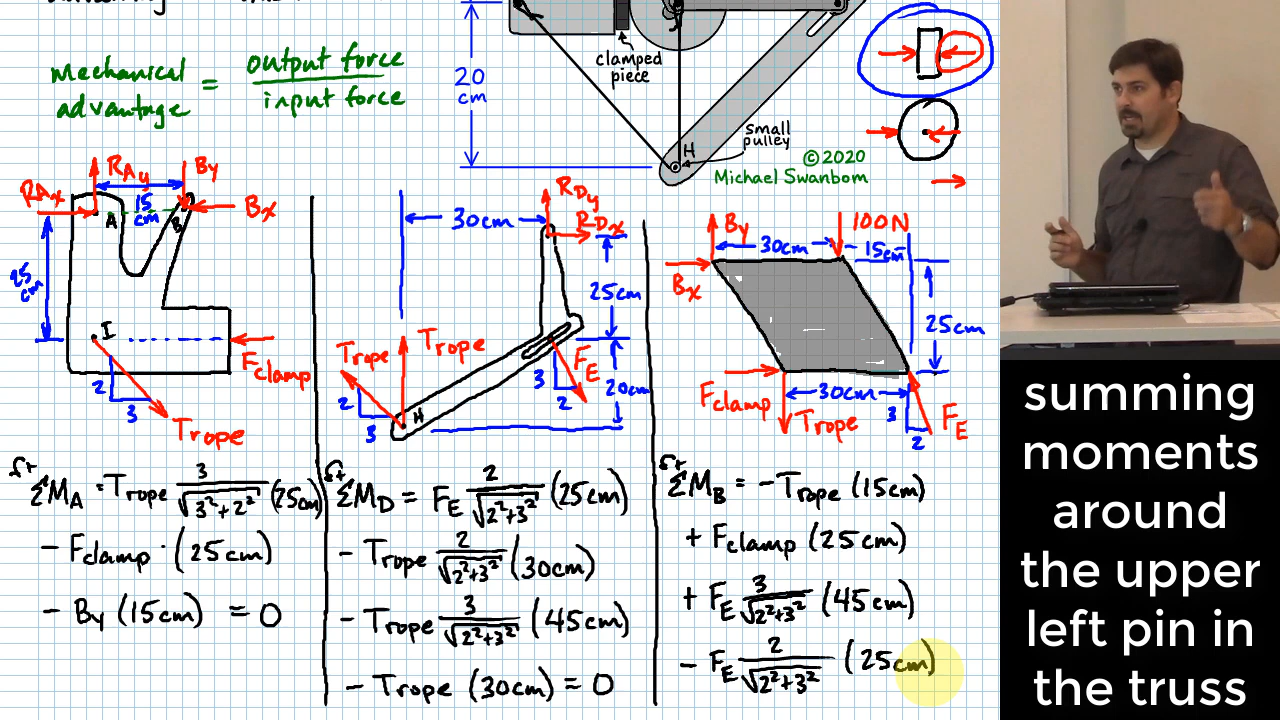 mechanical advantage = output force / input force
20 cm
clamped piece
H
small pulley
©2020
Michael Swanbom
RAx
RAy
By
15 cm
A
B
Bx
25 cm
I
Fclamp
2
3
Trope
ΣMA = Trope 3/√3²+2² (25cm)
- Fclamp · (25cm)
- By (15cm) = 0
30cm
RDy
RDx
25cm
Trope
Trope
FE
3
2
20cm
2
3
H
ΣMD = FE 2/√2²+3² (25cm)
- Trope 2/√2²+3² (30cm)
- Trope 3/√2²+3² (45cm)
- Trope (30cm) = 0
By
100N
30cm
15cm
Bx
25cm
Fclamp
30cm
Trope
3
2
FE
ΣMB = -Trope (15cm)
+ Fclamp (25cm)
+ FE 3/√2²+3² (45cm)
- FE 2/√2²+3² (25cm)
summing
moments
around
the upper
left pin in
the truss